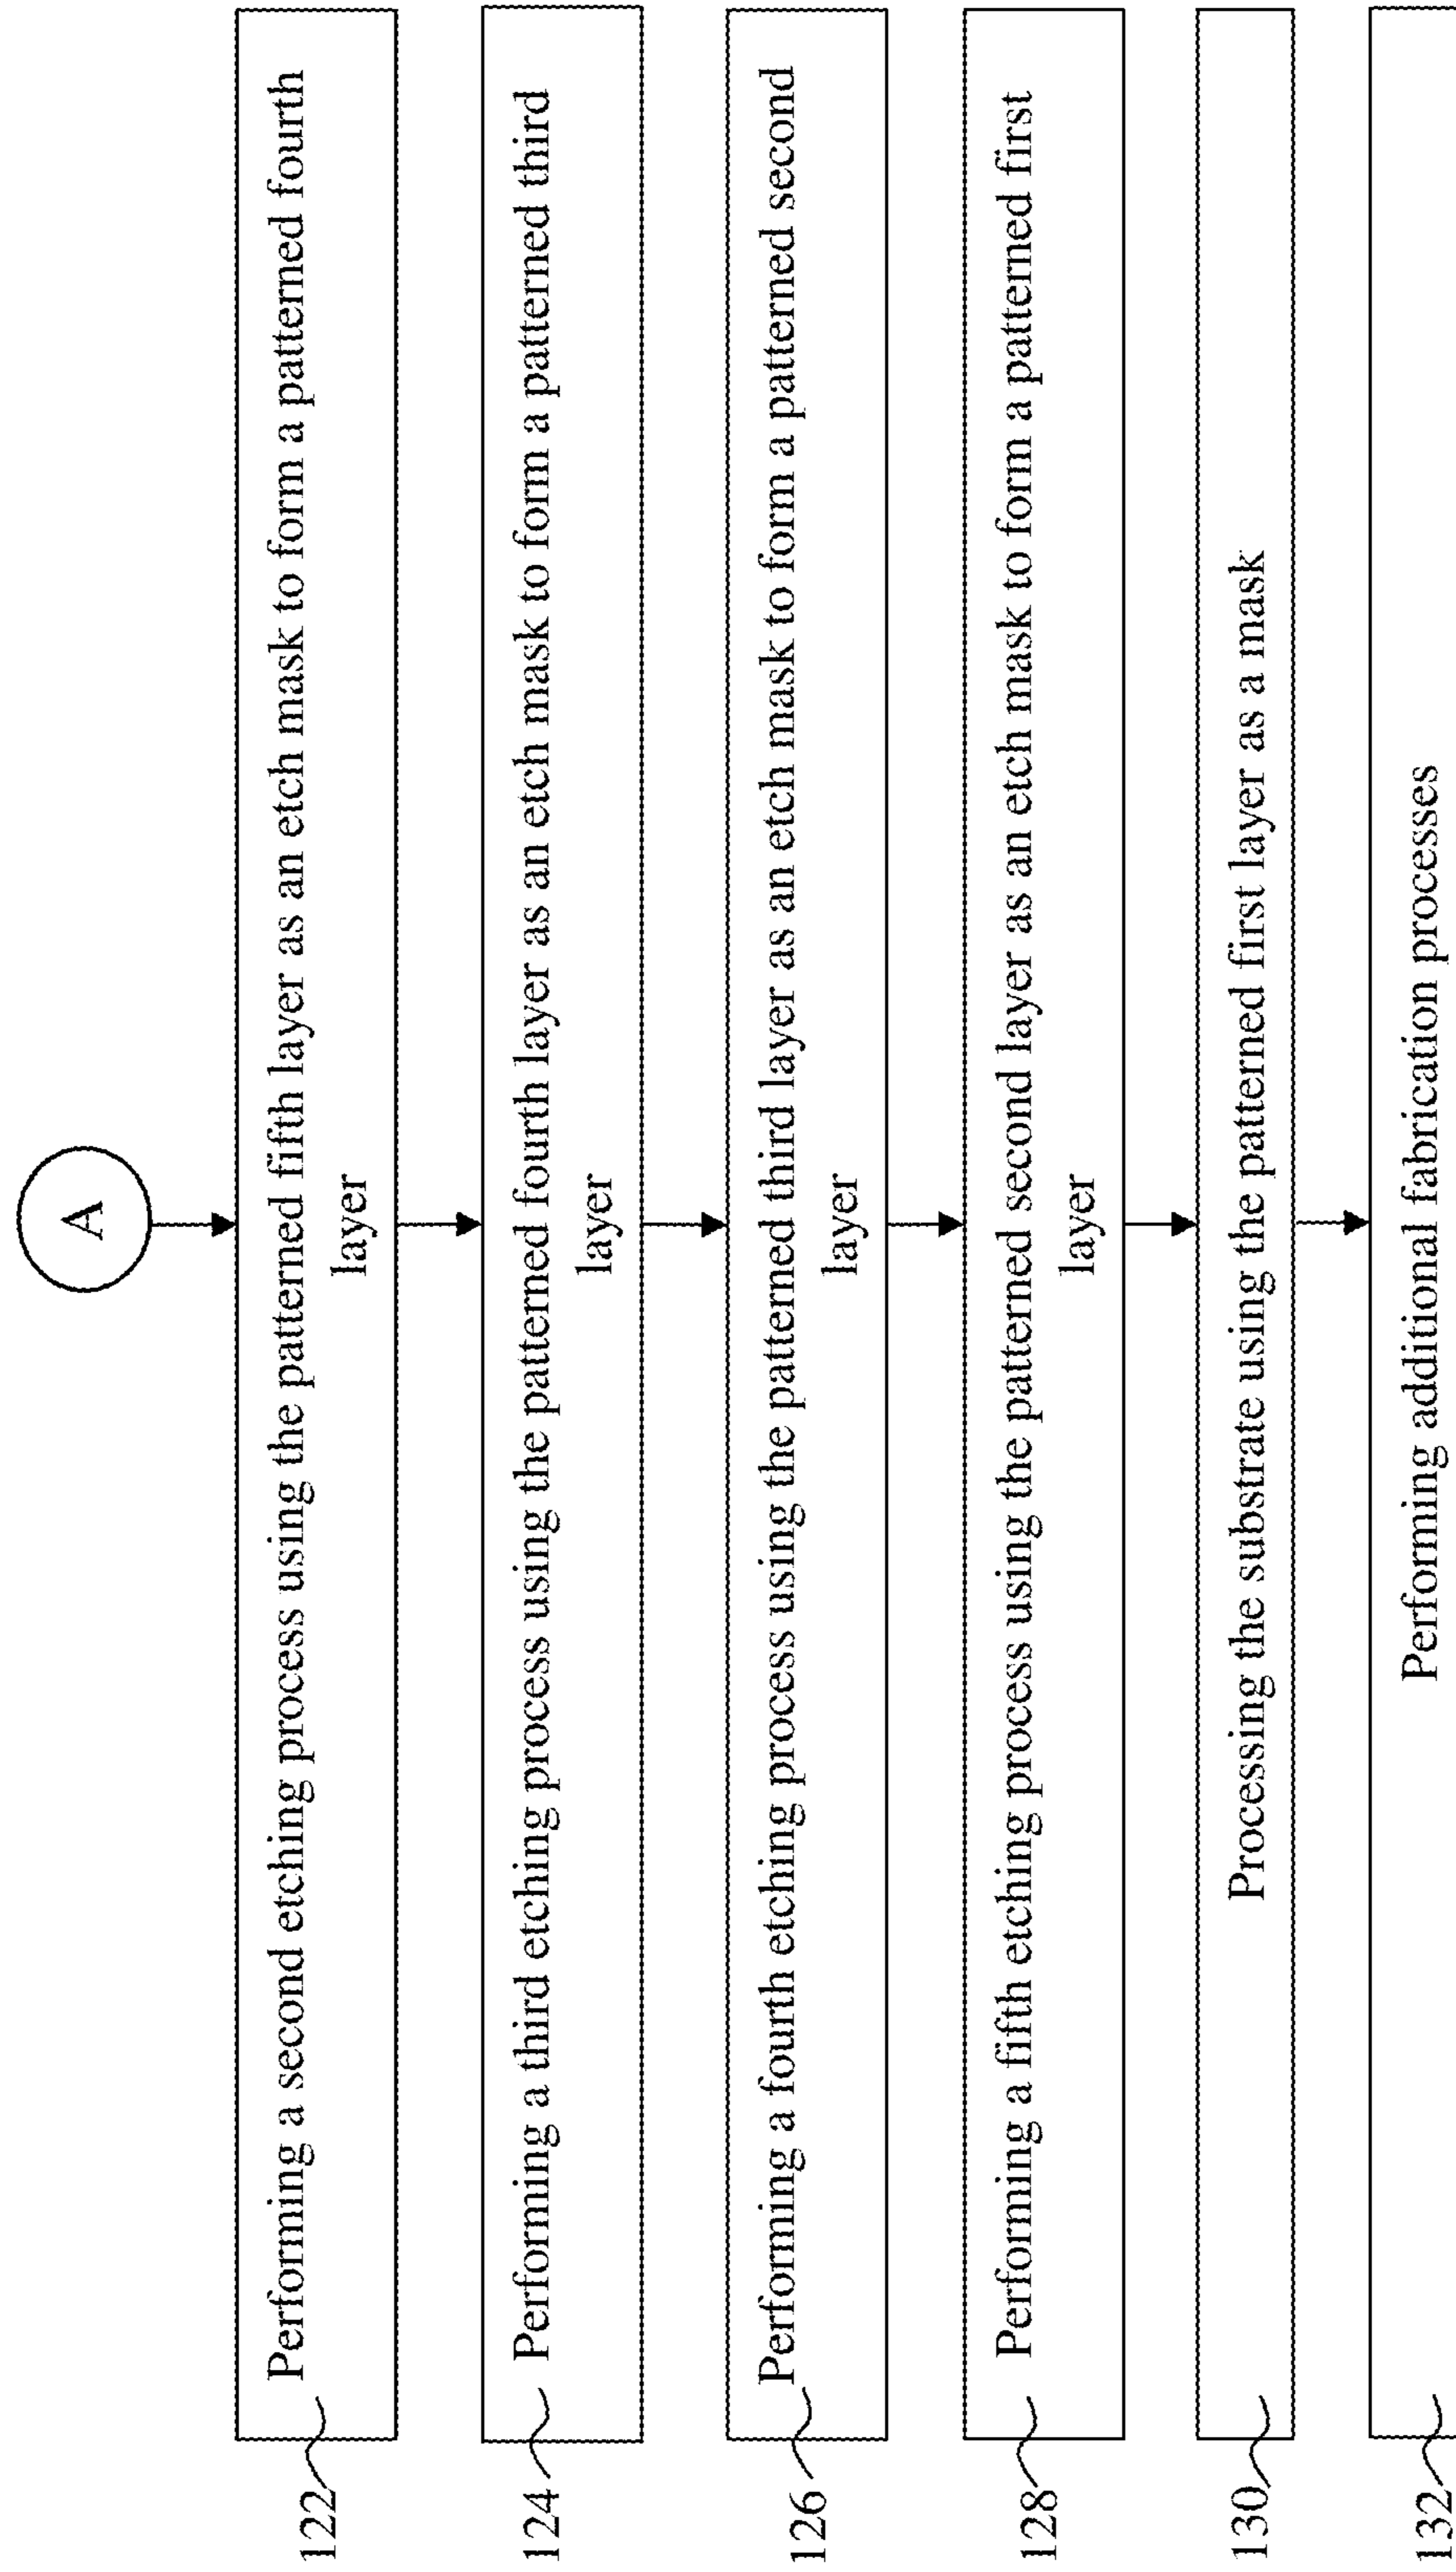 A
122 Performing a second etching process using the patterned fifth layer as an etch mask to form a patterned fourth
layer
124 Performing a third etching process using the patterned fourth layer as an etch mask to form a patterned third
layer
126 Performing a fourth etching process using the patterned third layer as an etch mask to form a patterned second
layer
128 Performing a fifth etching process using the patterned second layer as an etch mask to form a patterned first
layer
130 Processing the substrate using the patterned first layer as a mask
132 Performing additional fabrication processes